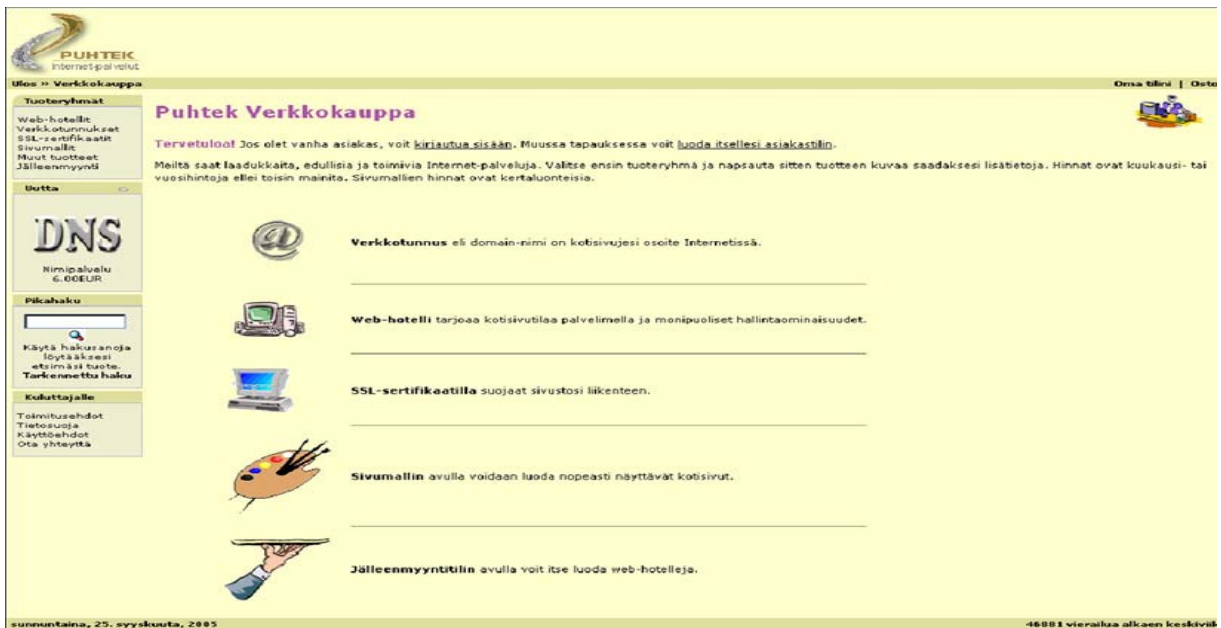 PUHTEK
Internet-palvelut
Ulos » Verkkokauppa
Oma tilini | Osto
Tuoteryhmät
Web-hotellit
Verkkotunnukset
SSL-sertifikaatit
Sivumallit
Muut tuotteet
Jälleenmyynti
Uutta
DNS
Nimipalvelu
6.00EUR
Pikahaku
Käytä hakusanoja
löytääksesi
etsimäsi tuote.
Tarkennettu haku
Kuluttajalle
Toimitusehdot
Tietosuoja
Käyttöehdot
Ota yhteyttä
Puhtek Verkkokauppa
Tervetuloa! Jos olet vanha asiakas, voit kirjautua sisään. Muussa tapauksessa voit luoda itsellesi asiakastilin.
Meiltä saat laadukkaita, edullisia ja toimivia Internet-palveluja. Valitse ensin tuoteryhmä ja napsauta sitten tuotteen kuvaa saadaksesi lisätietoja. Hinnat ovat kuukausi- tai
vuosihintoja ellei toisin mainita. Sivumallien hinnat ovat kertaluonteisia.
Verkkotunnus eli domain-nimi on kotisivujesi osoite Internetissä.
Web-hotelli tarjoaa kotisivutilaa palvelimella ja monipuoliset hallintaominaisuudet.
SSL-sertifikaatilla suojaat sivustosi liikenteen.
Sivumallin avulla voidaan luoda nopeasti näyttävät kotisivut.
Jälleenmyyntitilin avulla voit itse luoda web-hotelleja.
sunnuntaina, 25. syyskuuta, 2005
46881 vierailua alkaen keskiviik